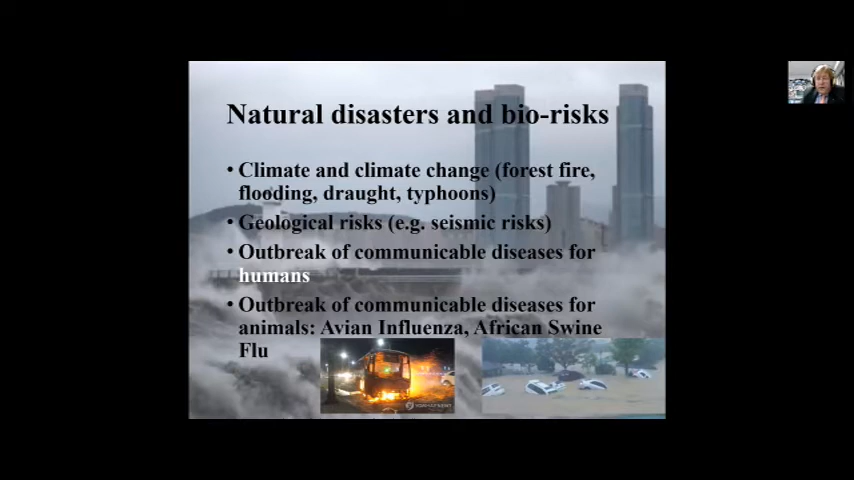 Natural disasters and bio-risks
• Climate and climate change (forest fire,
flooding, draught, typhoons)
• Geological risks (e.g. seismic risks)
• Outbreak of communicable diseases for
humans
• Outbreak of communicable diseases for
animals: Avian Influenza, African Swine
Flu